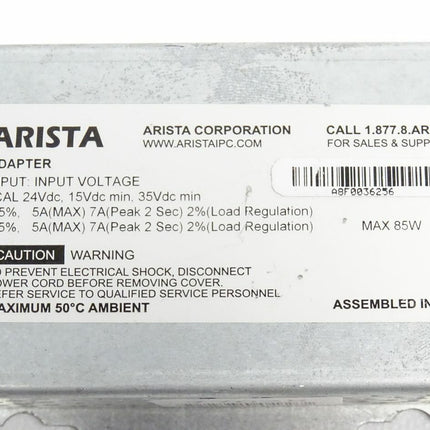 ARISTA
ARISTA CORPORATION
WWW.ARISTAIPC.COM
CALL 1.877.8.AR
FOR SALES & SUPP
DAPTER
PUT: INPUT VOLTAGE
CAL 24Vdc, 15Vdc min. 35Vdc min
5%, 5A(MAX) 7A(Peak 2 Sec) 2%(Load Regulation)
5%, 5A(MAX) 7A(Peak 2 Sec) 2%(Load Regulation)
A8F0036256
MAX 85W
CAUTION WARNING
O PREVENT ELECTRICAL SHOCK, DISCONNECT
OWER CORD BEFORE REMOVING COVER.
EFER SERVICE TO QUALIFIED SERVICE PERSONNEL
AXIMUM 50°C AMBIENT
ASSEMBLED IN